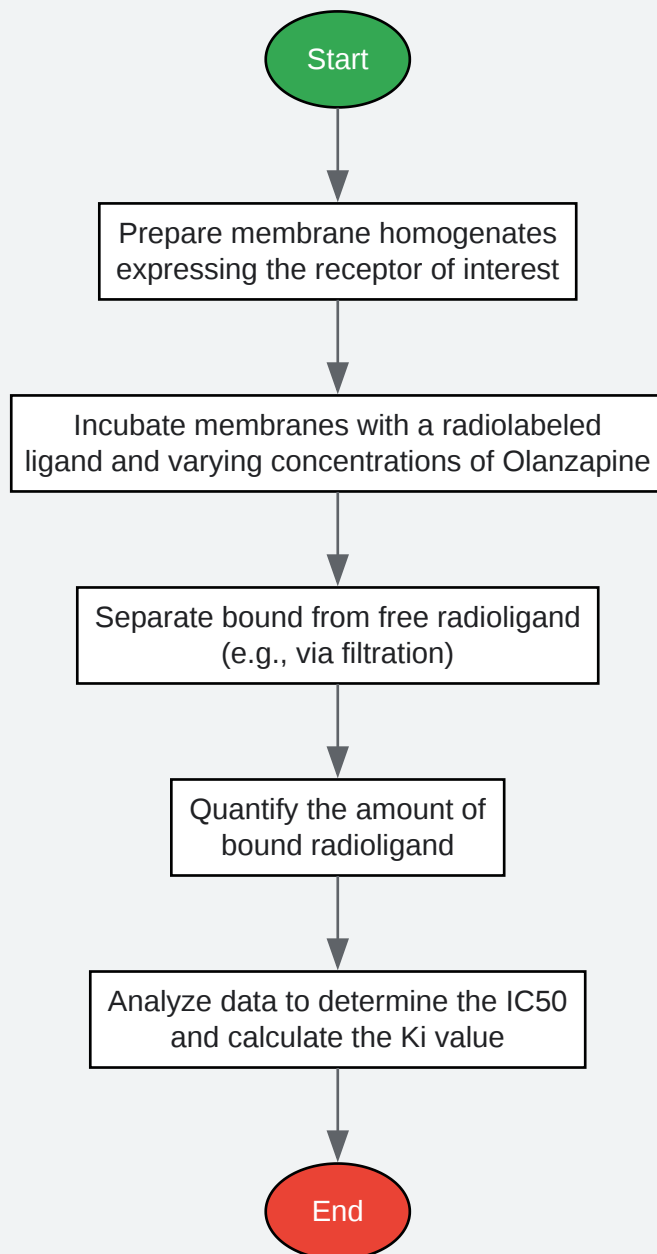 Start
Prepare membrane homogenates
expressing the receptor of interest
Incubate membranes with a radiolabeled
ligand and varying concentrations of Olanzapine
Separate bound from free radioligand
(e.g., via filtration)
Quantify the amount of
bound radioligand
Analyze data to determine the IC50
and calculate the Ki value
End